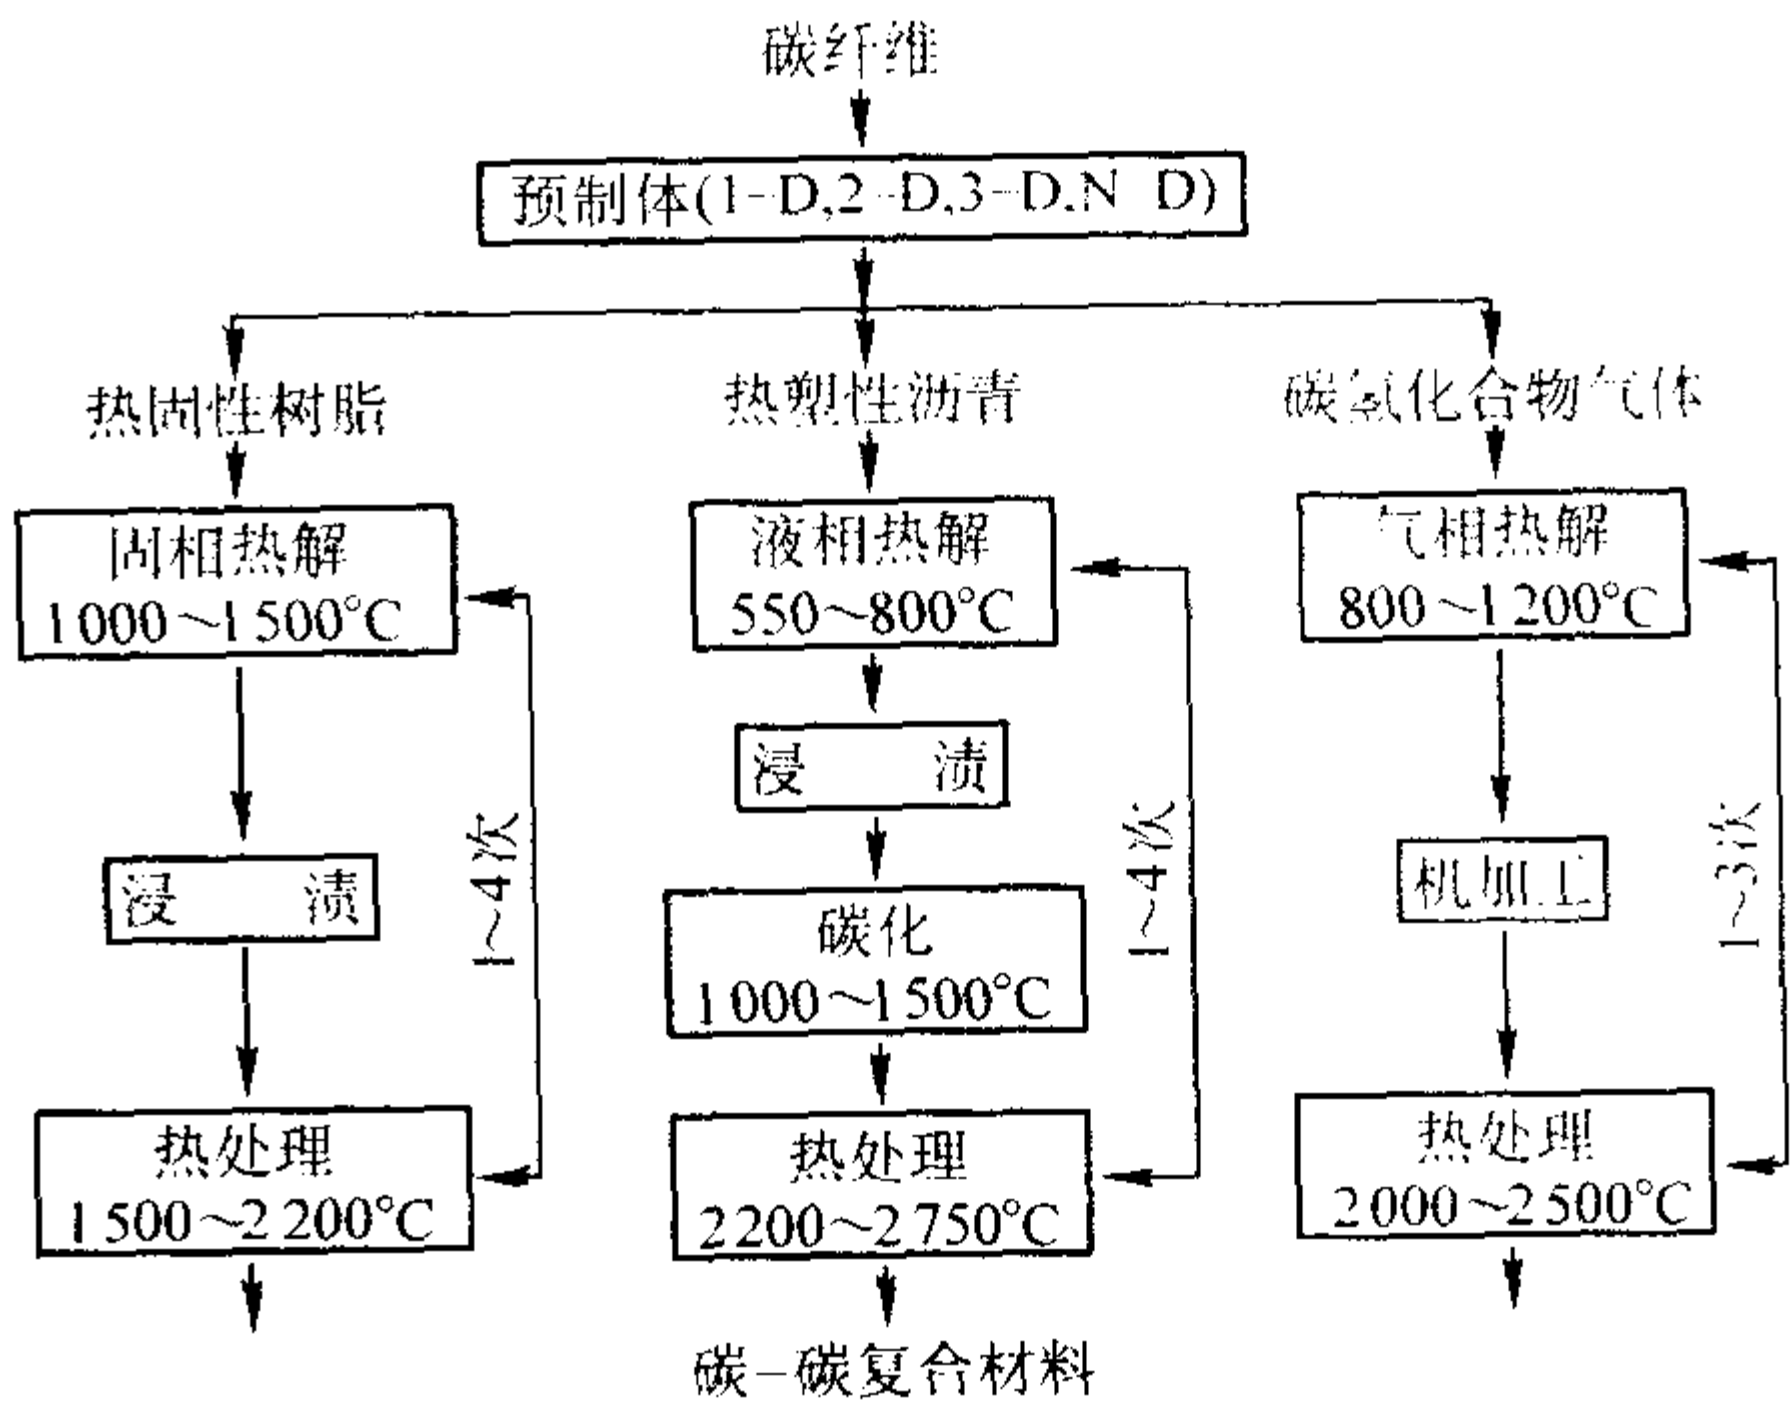 碳纤维
预制体(1-D,2-D,3-D,N D)
热固性树脂
热塑性沥青
碳氢化合物气体
固相热解
1000~1500°C
液相热解
550~800°C
气相热解
800~1200°C
浸 渍
浸 渍
机加工
1~4次
1~4次
1~3次
碳化
1000~1500°C
热处理
1500~2200°C
热处理
2200~2750°C
热处理
2000~2500°C
碳-碳复合材料